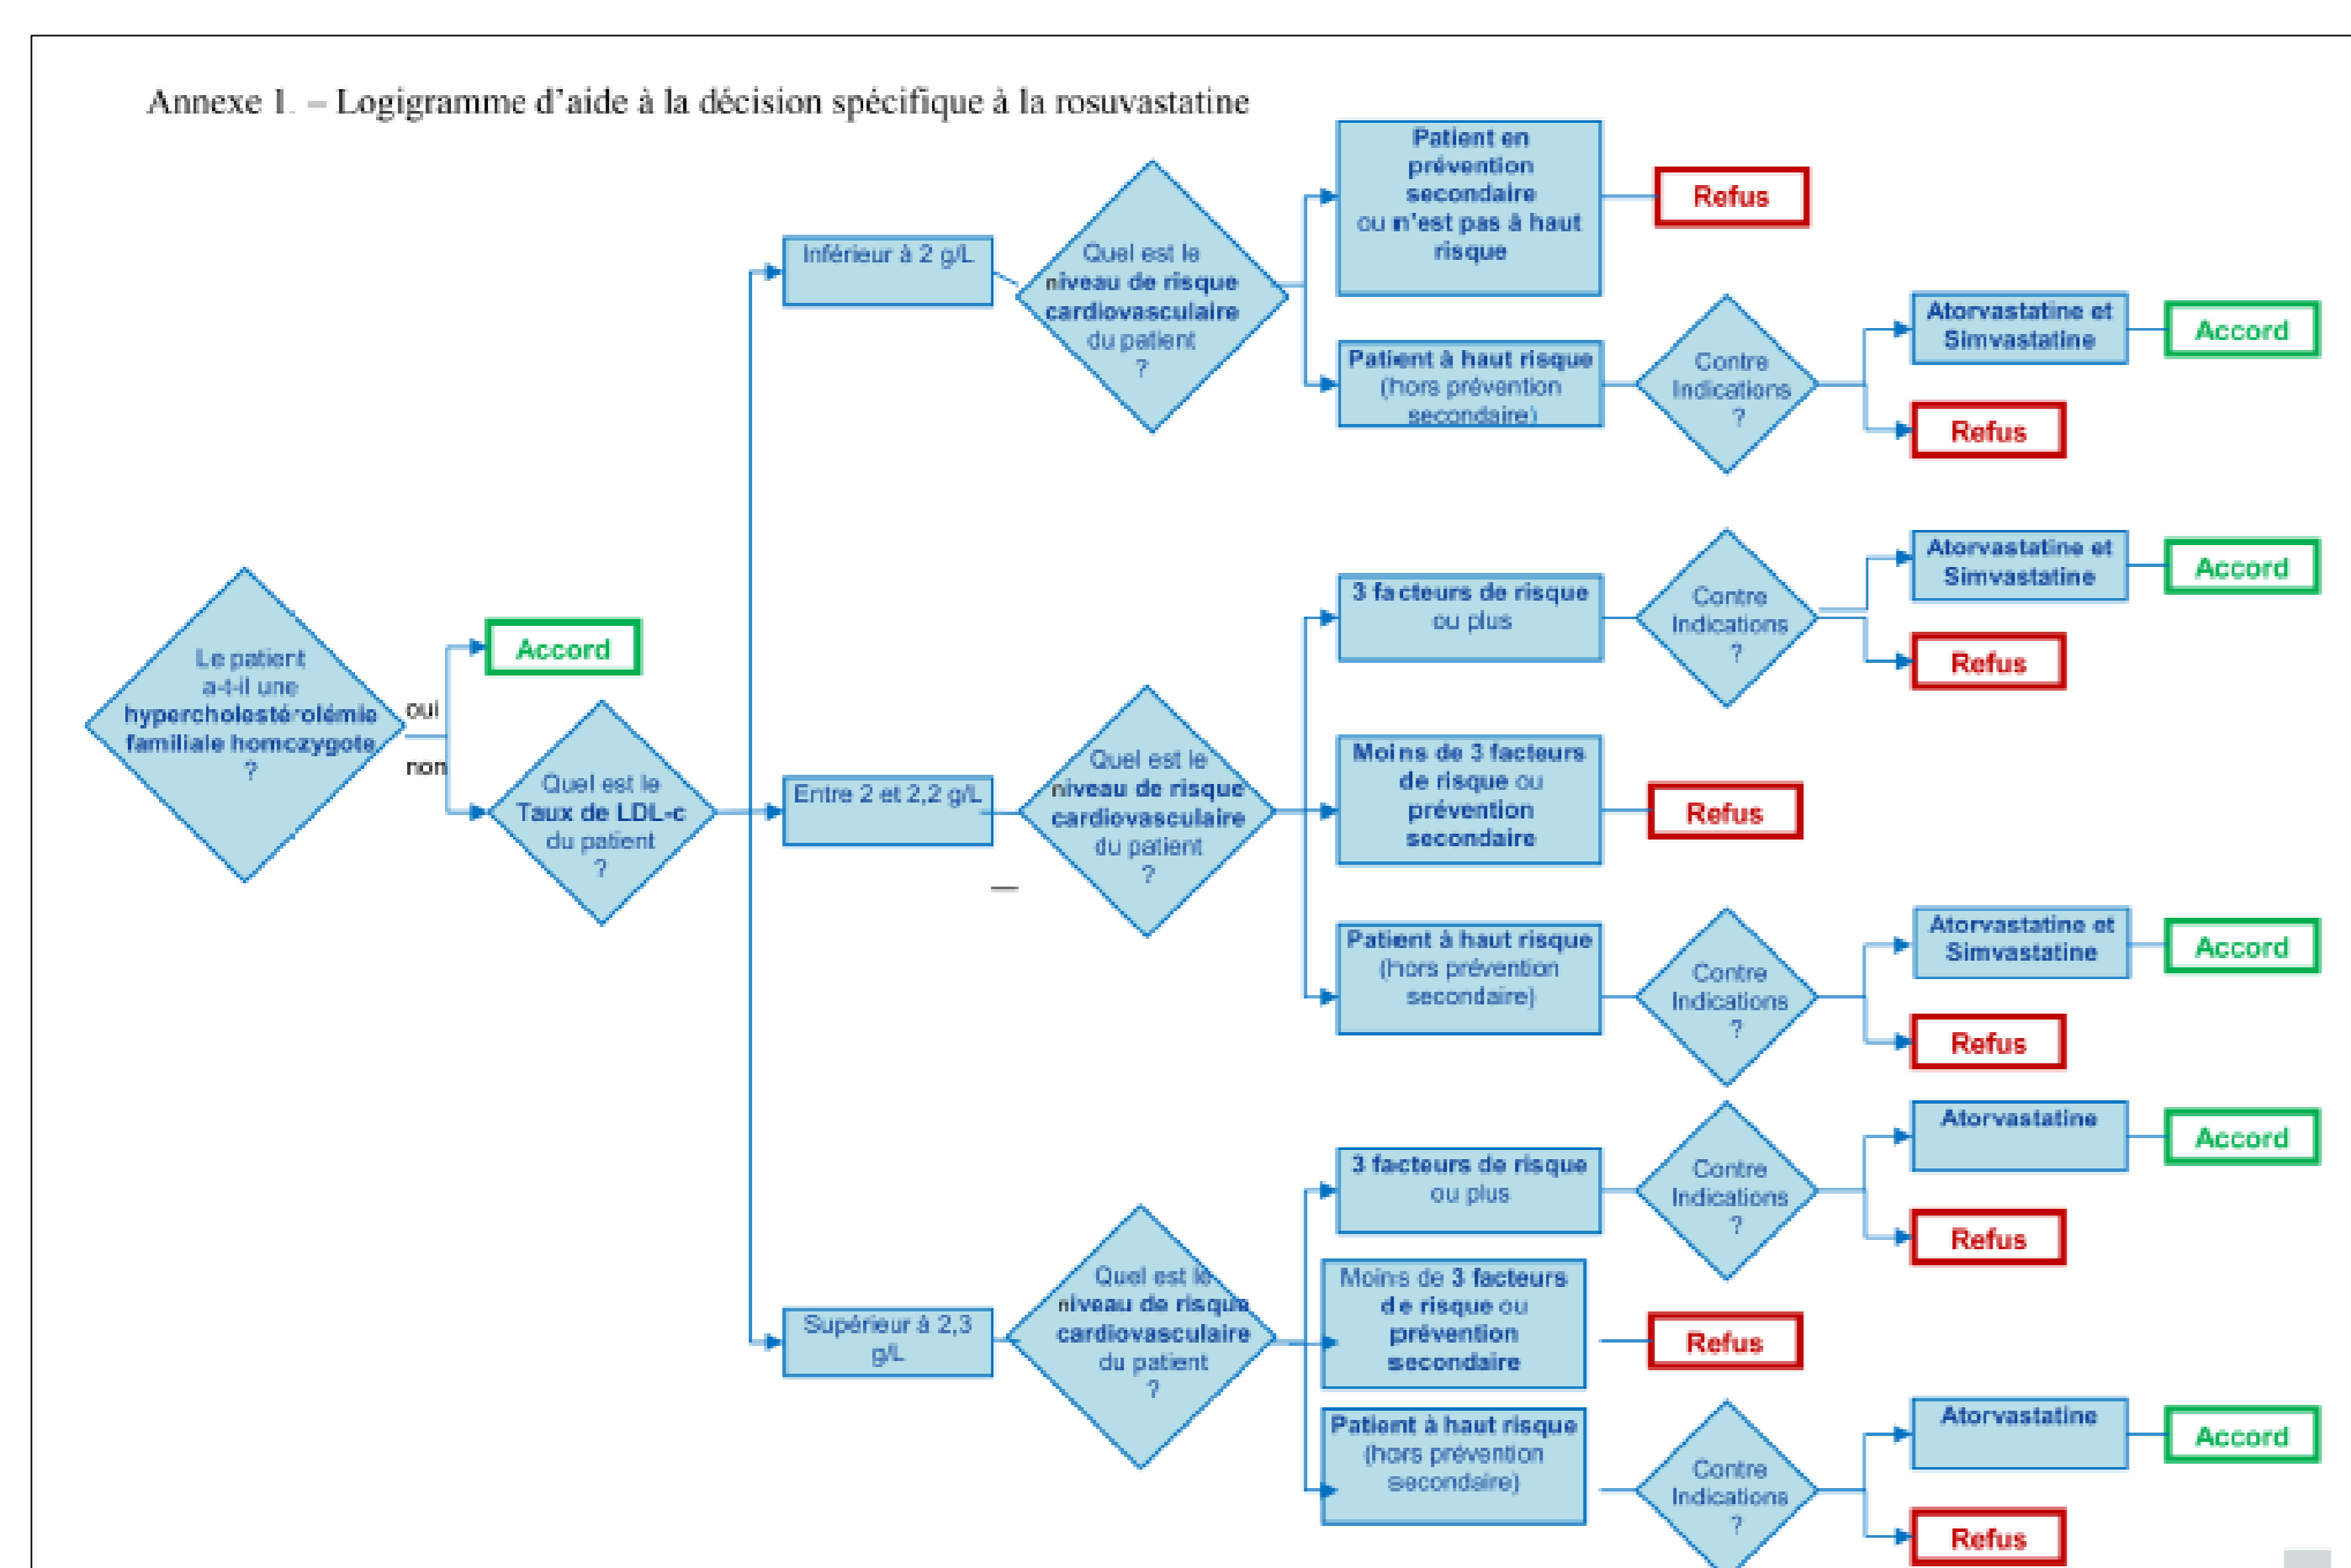 Annexe 1. – Logigramme d'aide à la décision spécifique à la rosuvastatine
Le patient
a-t-il une
hypercholestérolémie
familiale homozygote
?
oui
non
Accord
Quel est le
Taux de LDL-c
du patient
?
Inférieur à 2 g/L
Quel est le
niveau de risque
cardiovasculaire
du patient
?
Patient en
prévention
secondaire
ou n'est pas à haut
risque
Refus
Patient à haut risque
(hors prévention
secondaire)
Contre
Indications
?
Atorvastatine et
Simvastatine
Accord
Refus
Entre 2 et 2,2 g/L
Quel est le
niveau de risque
cardiovasculaire
du patient
?
3 facteurs de risque
ou plus
Contre
Indications
?
Atorvastatine et
Simvastatine
Accord
Refus
Moins de 3 facteurs
de risque ou
prévention
secondaire
Refus
Patient à haut risque
(hors prévention
secondaire)
Contre
Indications
?
Atorvastatine et
Simvastatine
Accord
Refus
Supérieur à 2,3
g/L
Quel est le
niveau de risque
cardiovasculaire
du patient
?
3 facteurs de risque
ou plus
Contre
Indications
?
Atorvastatine
Accord
Refus
Moins de 3 facteurs
de risque ou
prévention
secondaire
Refus
Patient à haut risque
(hors prévention
secondaire)
Contre
Indications
?
Atorvastatine
Accord
Refus